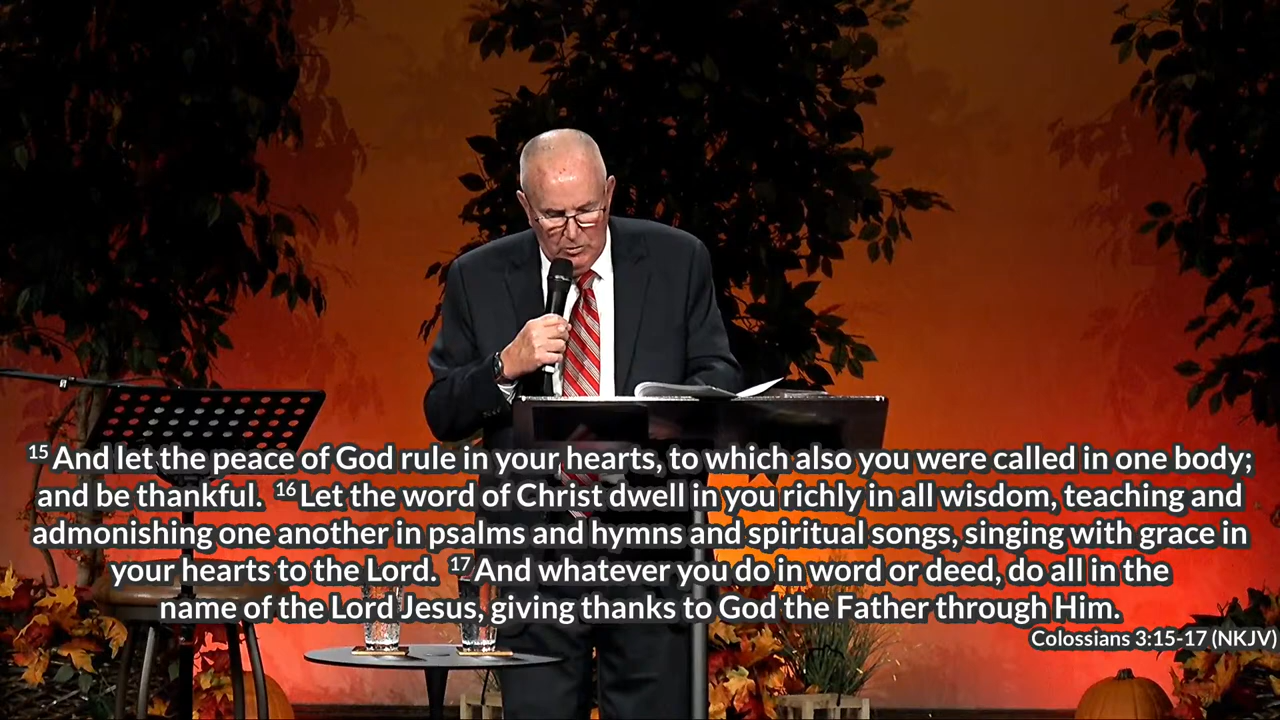 15 And let the peace of God rule in your hearts, to which also you were called in one body;
and be thankful. 16 Let the word of Christ dwell in you richly in all wisdom, teaching and
admonishing one another in psalms and hymns and spiritual songs, singing with grace in
your hearts to the Lord. 17 And whatever you do in word or deed, do all in the
name of the Lord Jesus, giving thanks to God the Father through Him.
Colossians 3:15-17 (NKJV)